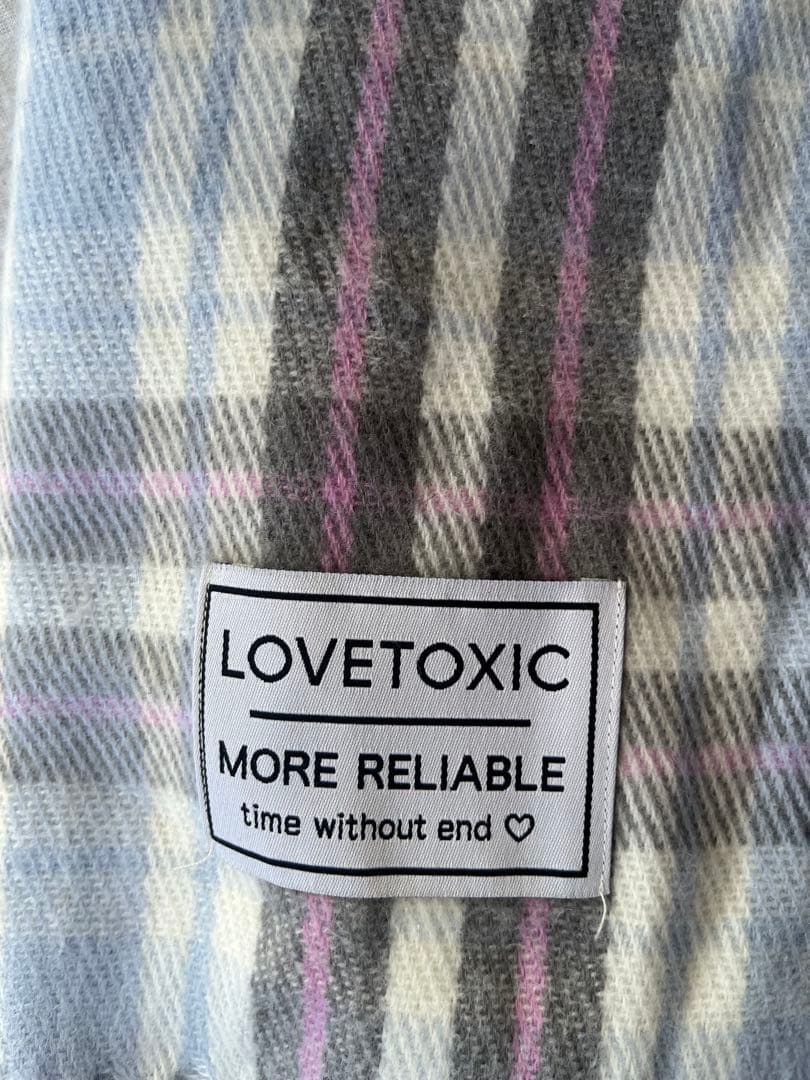 LOVETOXIC
MORE RELIABLE
time without end ♡